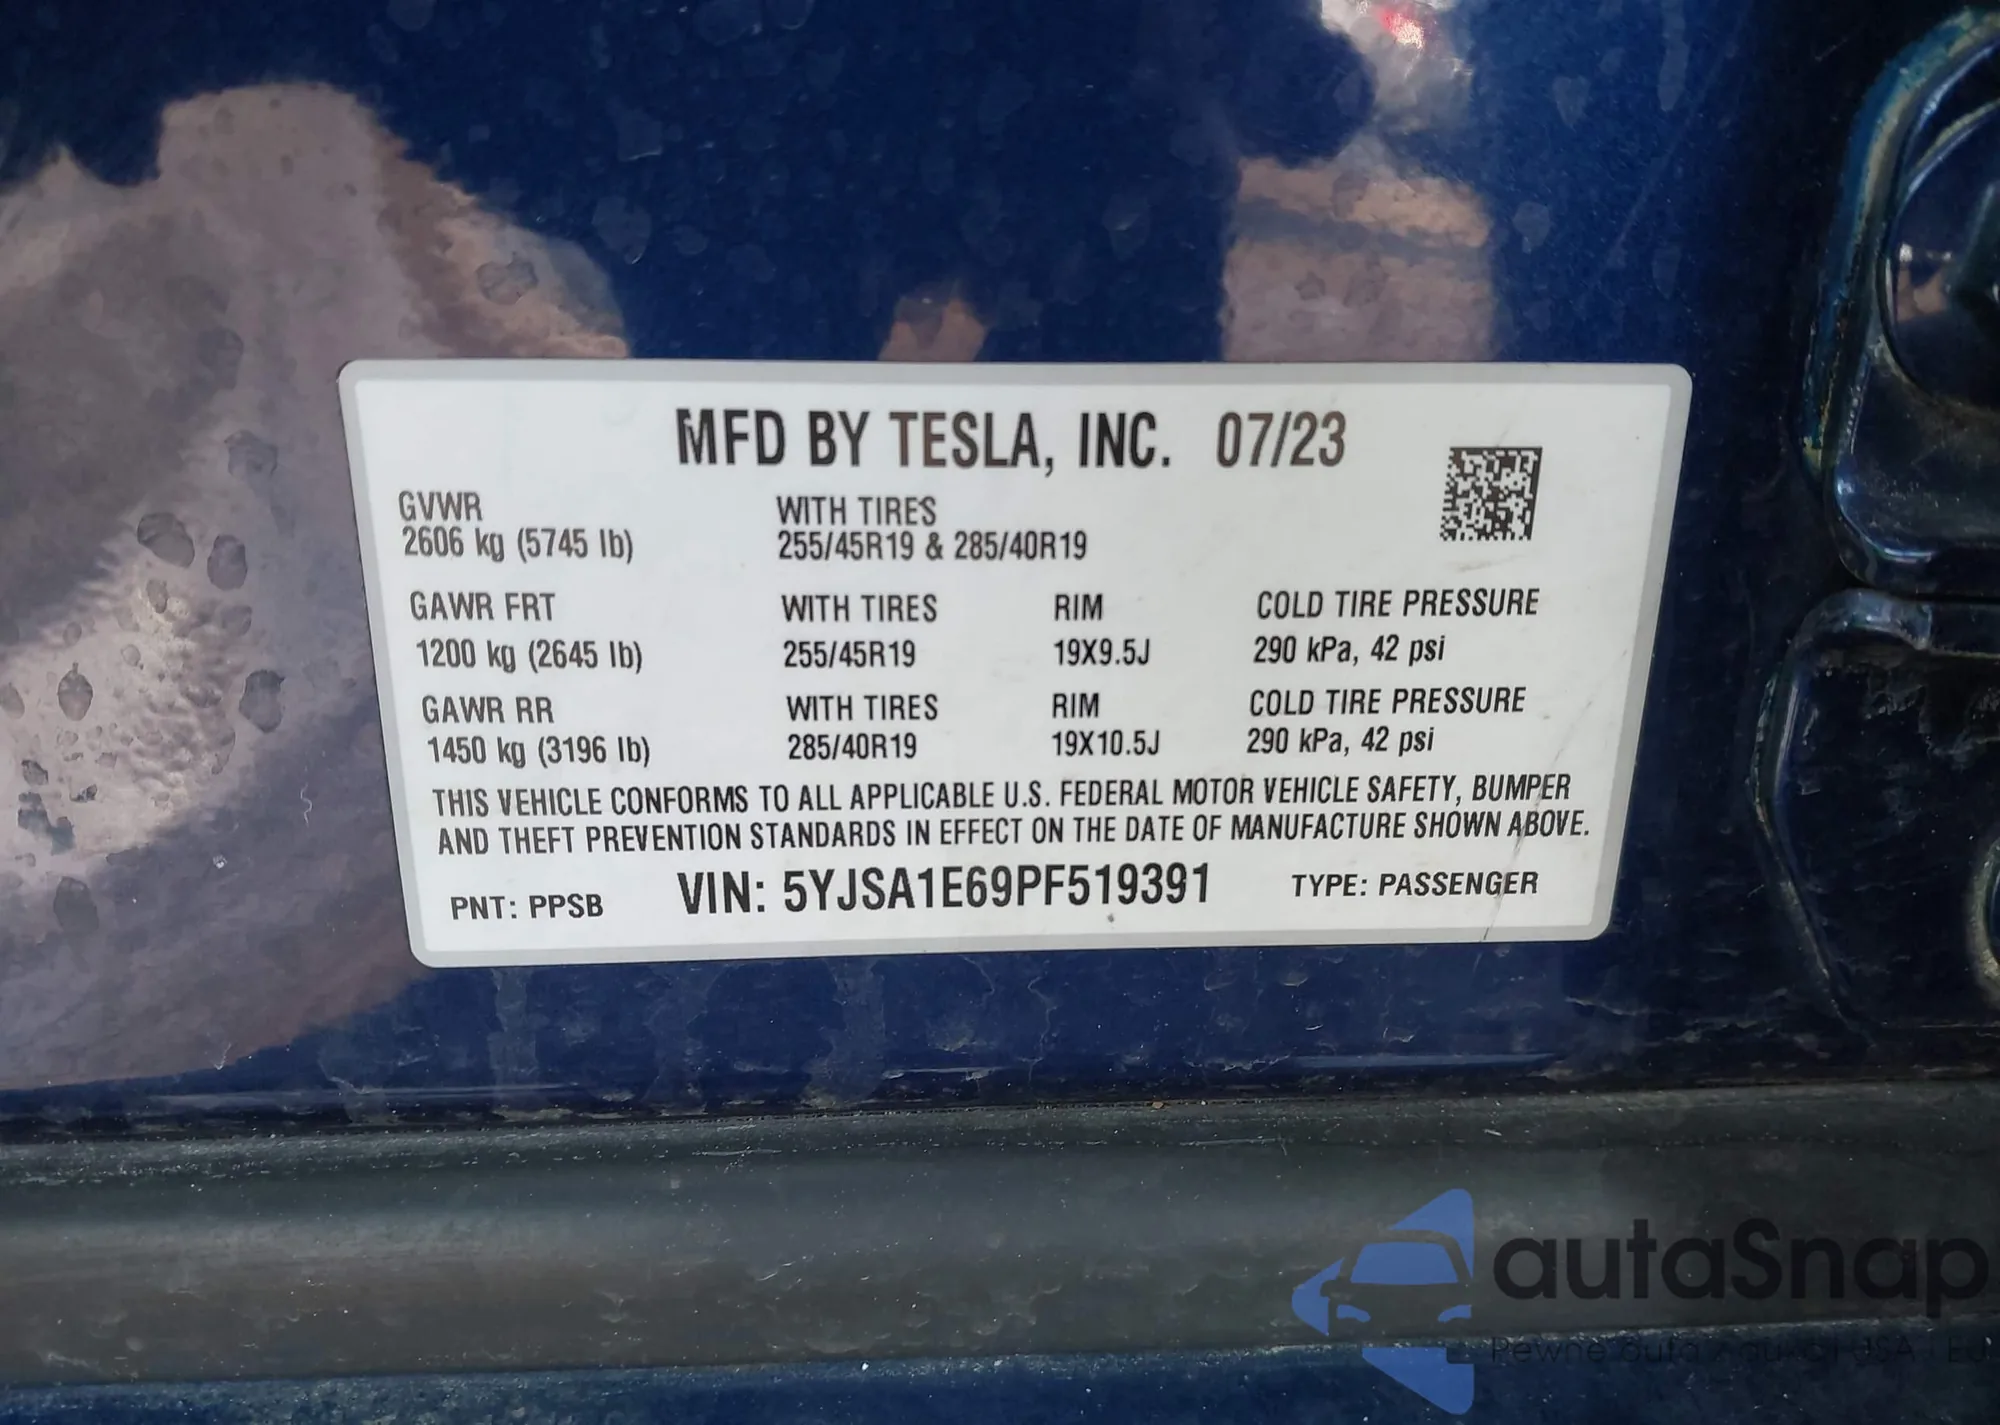 MFD BY TESLA, INC. 07/23
GVWR WITH TIRES
2606 kg (5745 lb) 255/45R19 & 285/40R19
GAWR FRT WITH TIRES RIM COLD TIRE PRESSURE
1200 kg (2645 lb) 255/45R19 19X9.5J 290 kPa, 42 psi
GAWR RR WITH TIRES RIM COLD TIRE PRESSURE
1450 kg (3196 lb) 285/40R19 19X10.5J 290 kPa, 42 psi
THIS VEHICLE CONFORMS TO ALL APPLICABLE U.S. FEDERAL MOTOR VEHICLE SAFETY, BUMPER
AND THEFT PREVENTION STANDARDS IN EFFECT ON THE DATE OF MANUFACTURE SHOWN ABOVE.
PNT: PPSB VIN: 5YJSA1E69PF519391 TYPE: PASSENGER
autaSnap
Pewne auta z USA